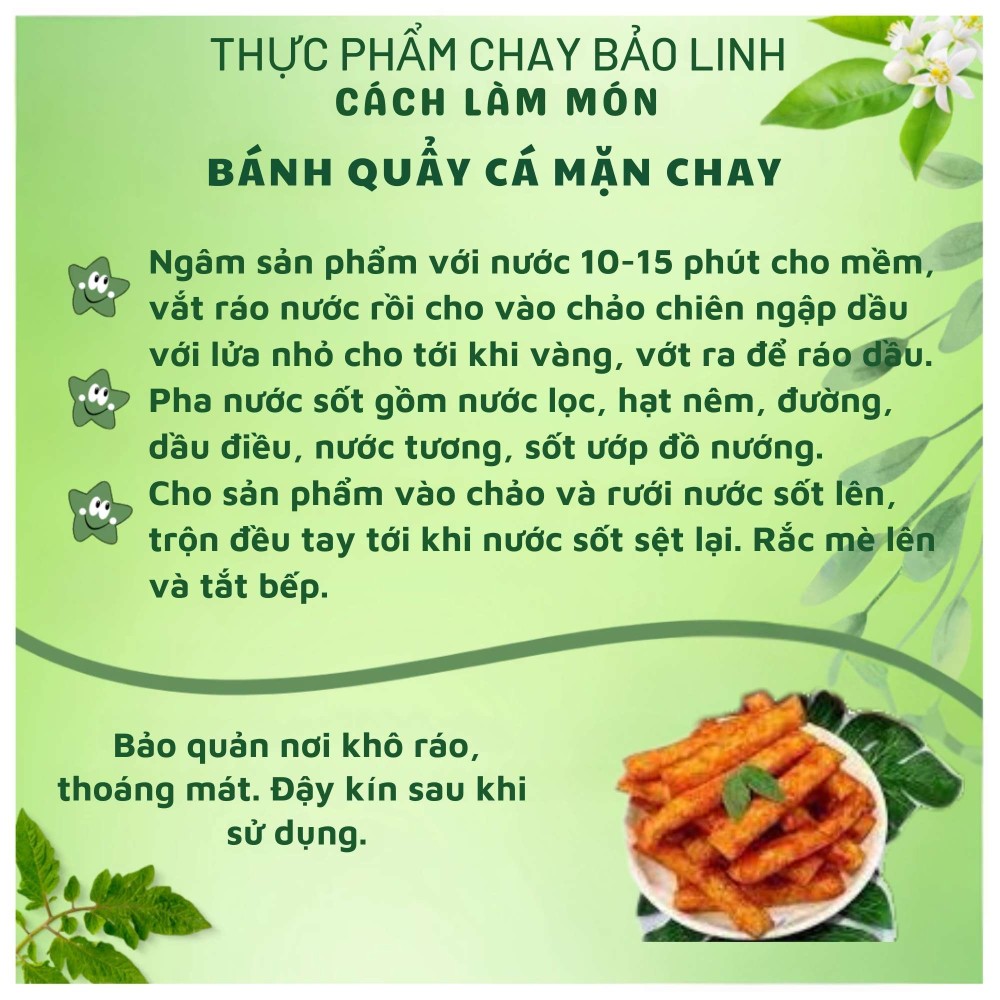 THỰC PHẨM CHAY BẢO LINH
CÁCH LÀM MÓN
BÁNH QUẨY CÁ MẶN CHAY
Ngâm sản phẩm với nước 10-15 phút cho mềm,
vắt ráo nước rồi cho vào chảo chiên ngập dầu
với lửa nhỏ cho tới khi vàng, vớt ra để ráo dầu.
Pha nước sốt gồm nước lọc, hạt nêm, đường,
dầu điều, nước tương, sốt ướp đồ nướng.
Cho sản phẩm vào chảo và rưới nước sốt lên,
trộn đều tay tới khi nước sốt sệt lại. Rắc mè lên
và tắt bếp.
Bảo quản nơi khô ráo,
thoáng mát. Đậy kín sau khi
sử dụng.